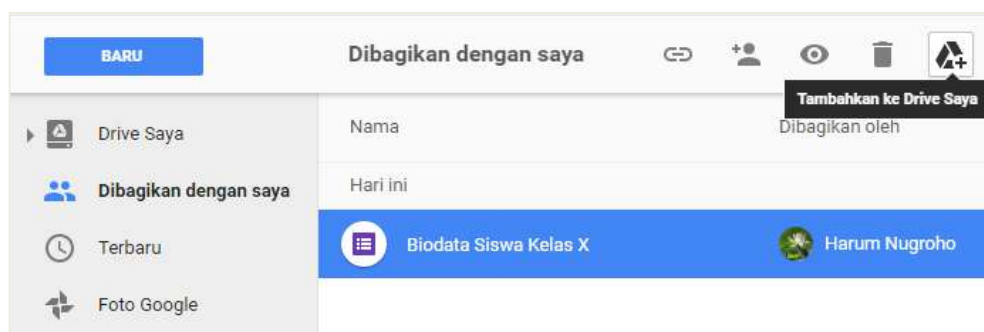 BARU
Dibagikan dengan saya
Tambahkan ke Drive Saya
Drive Saya
Nama
Dibagikan oleh
Dibagikan dengan saya
Hari ini
Terbaru
Biodata Siswa Kelas X
Harum Nugroho
Foto Google